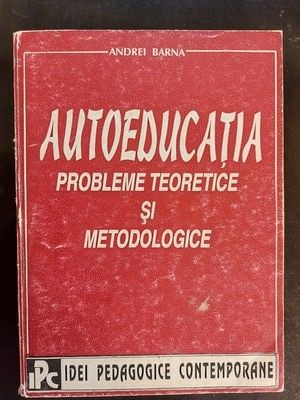 ANDREI BARNA
AUTOEDUCAȚIA
PROBLEME TEORETICE
ȘI
METODOLOGICE
IPC IDEI PEDAGOGICE CONTEMPORANE